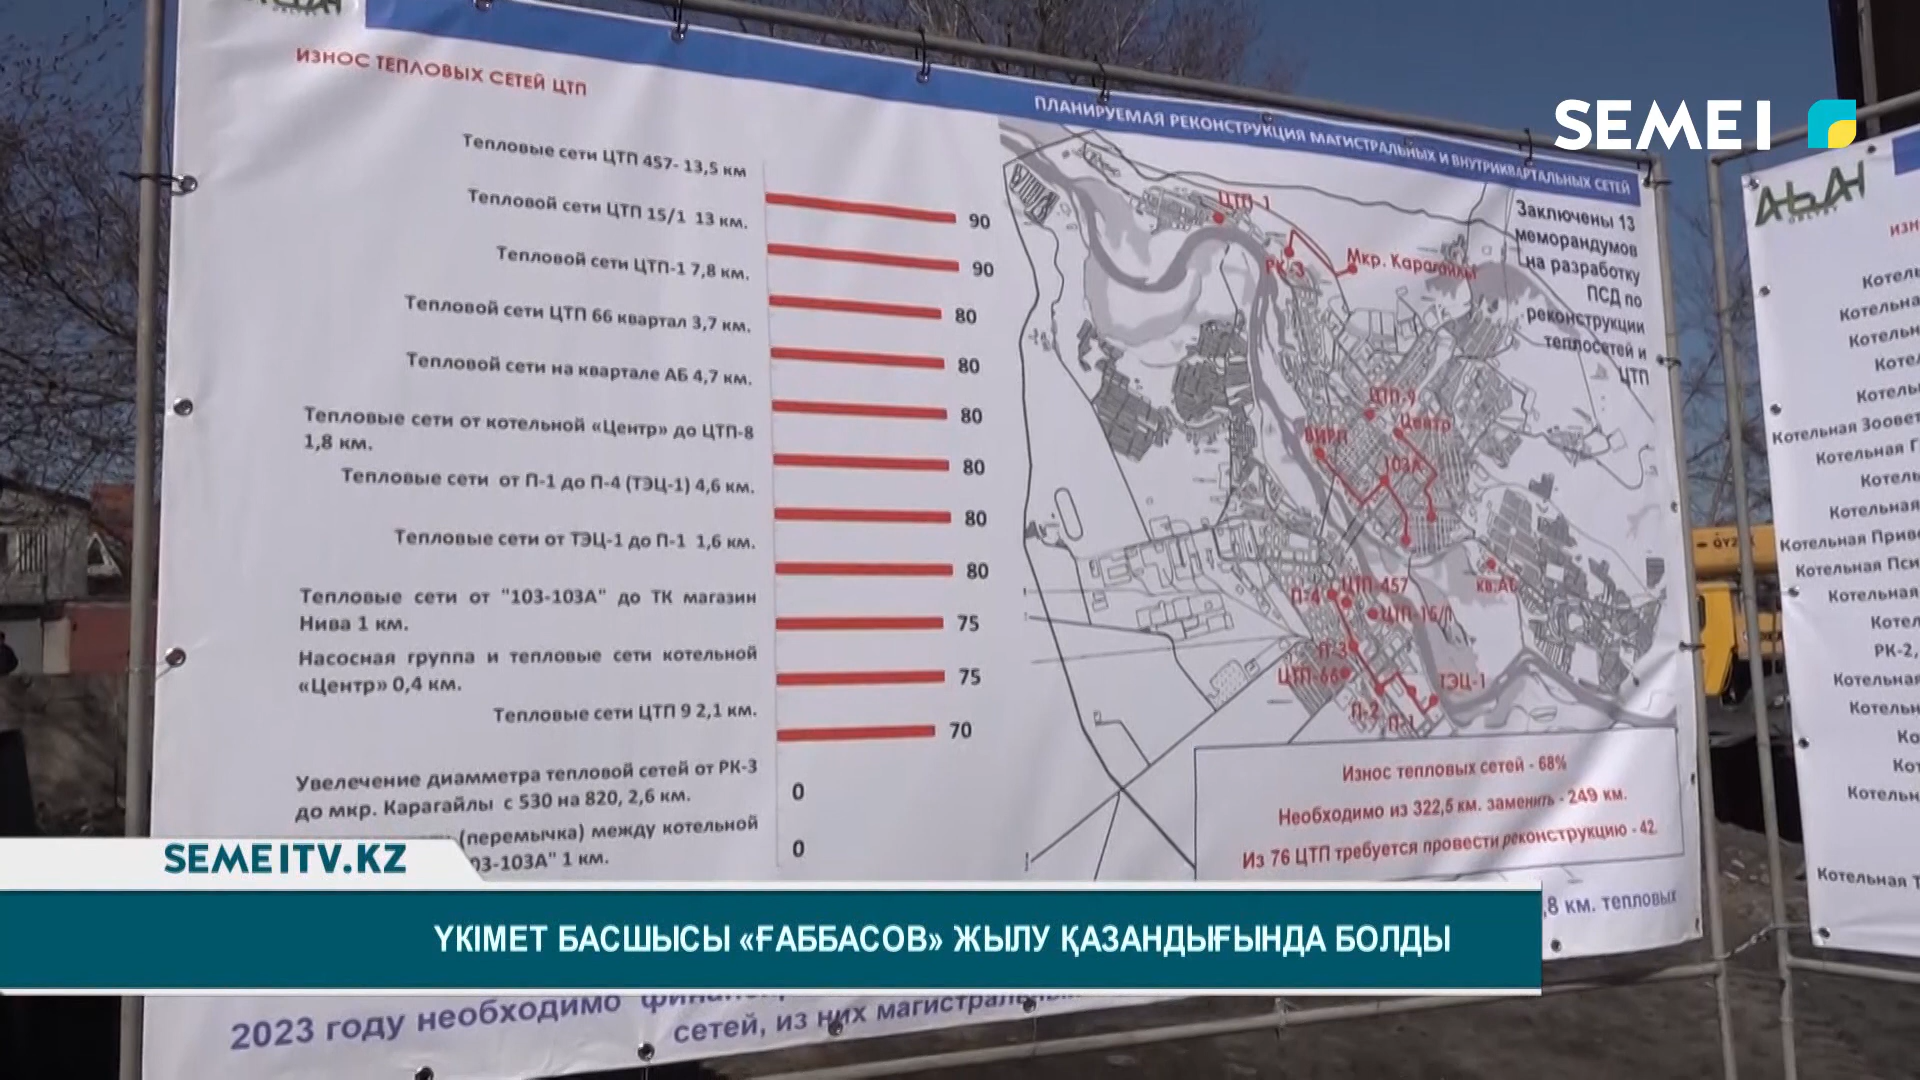 SEMEI
ИЗНОС ТЕПЛОВЫХ СЕТЕЙ ЦТП
Тепловые сети ЦТП 457- 13,5 км
90
Тепловой сети ЦТП 15/1 13 км.
90
Тепловой сети ЦТП-1 7,8 км.
80
Тепловой сети ЦТП 66 квартал 3,7 км.
80
Тепловой сети на квартале АБ 4,7 км.
80
Тепловые сети от котельной «Центр» до ЦТП-8
1,8 км.
80
Тепловые сети от П-1 до П-4 (ТЭЦ-1) 4,6 км.
80
Тепловые сети от ТЭЦ-1 до П-1 1,6 км.
80
Тепловые сети от "103-103А" до ТК магазин
Нива 1 км.
75
Насосная группа и тепловые сети котельной
«Центр» 0,4 км.
75
Тепловые сети ЦТП 9 2,1 км.
70
Увелечение диамметра тепловой сетей от РК-3
до мкр. Карагайлы с 530 на 820, 2,6 км.
0
(перемычка) между котельной
03-103А" 1 км.
0
ПЛАНИРУЕМАЯ РЕКОНСТРУКЦИЯ МАГИСТРАЛЬНЫХ И ВНУТРИКВАРТАЛЬНЫХ СЕТЕЙ
Заключены 13
меморандумов
на разработку
ПСД по
реконструкции
теплосетей и
ЦТП
ЦТП-1
РК-3
Мкр. Карагайлы
ЦТП-9
Центр
103А
кв.АБ
П-4
ЦТП-457
ЦТП-15/1
П-3
ЦТП-66
ТЭЦ-1
П-2
П-1
Износ тепловых сетей - 68%
Необходимо из 322,5 км. заменить - 249 км.
Из 76 ЦТП требуется провести реконструкцию - 42
,8 км. тепловых
2023 году необходимо
сетей, из них
АБАЙ
Котельная Зоовет
Котельная Г
Котельная
Котельная Приве
Котельная Пси
Котельная
РК-2,
Котельная
Котельная Т
SEMEITV.KZ
ҮКІМЕТ БАСШЫСЫ «ҒАББАСОВ» ЖЫЛУ ҚАЗАНДЫҒЫНДА БОЛДЫ